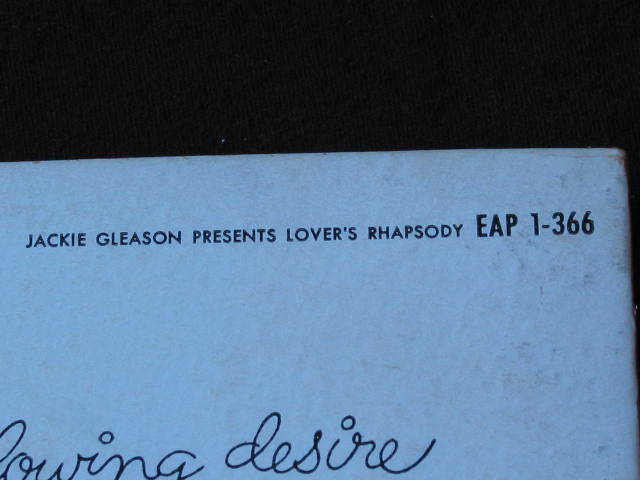 JACKIE GLEASON PRESENTS LOVER'S RHAPSODY EAP 1-366
desire